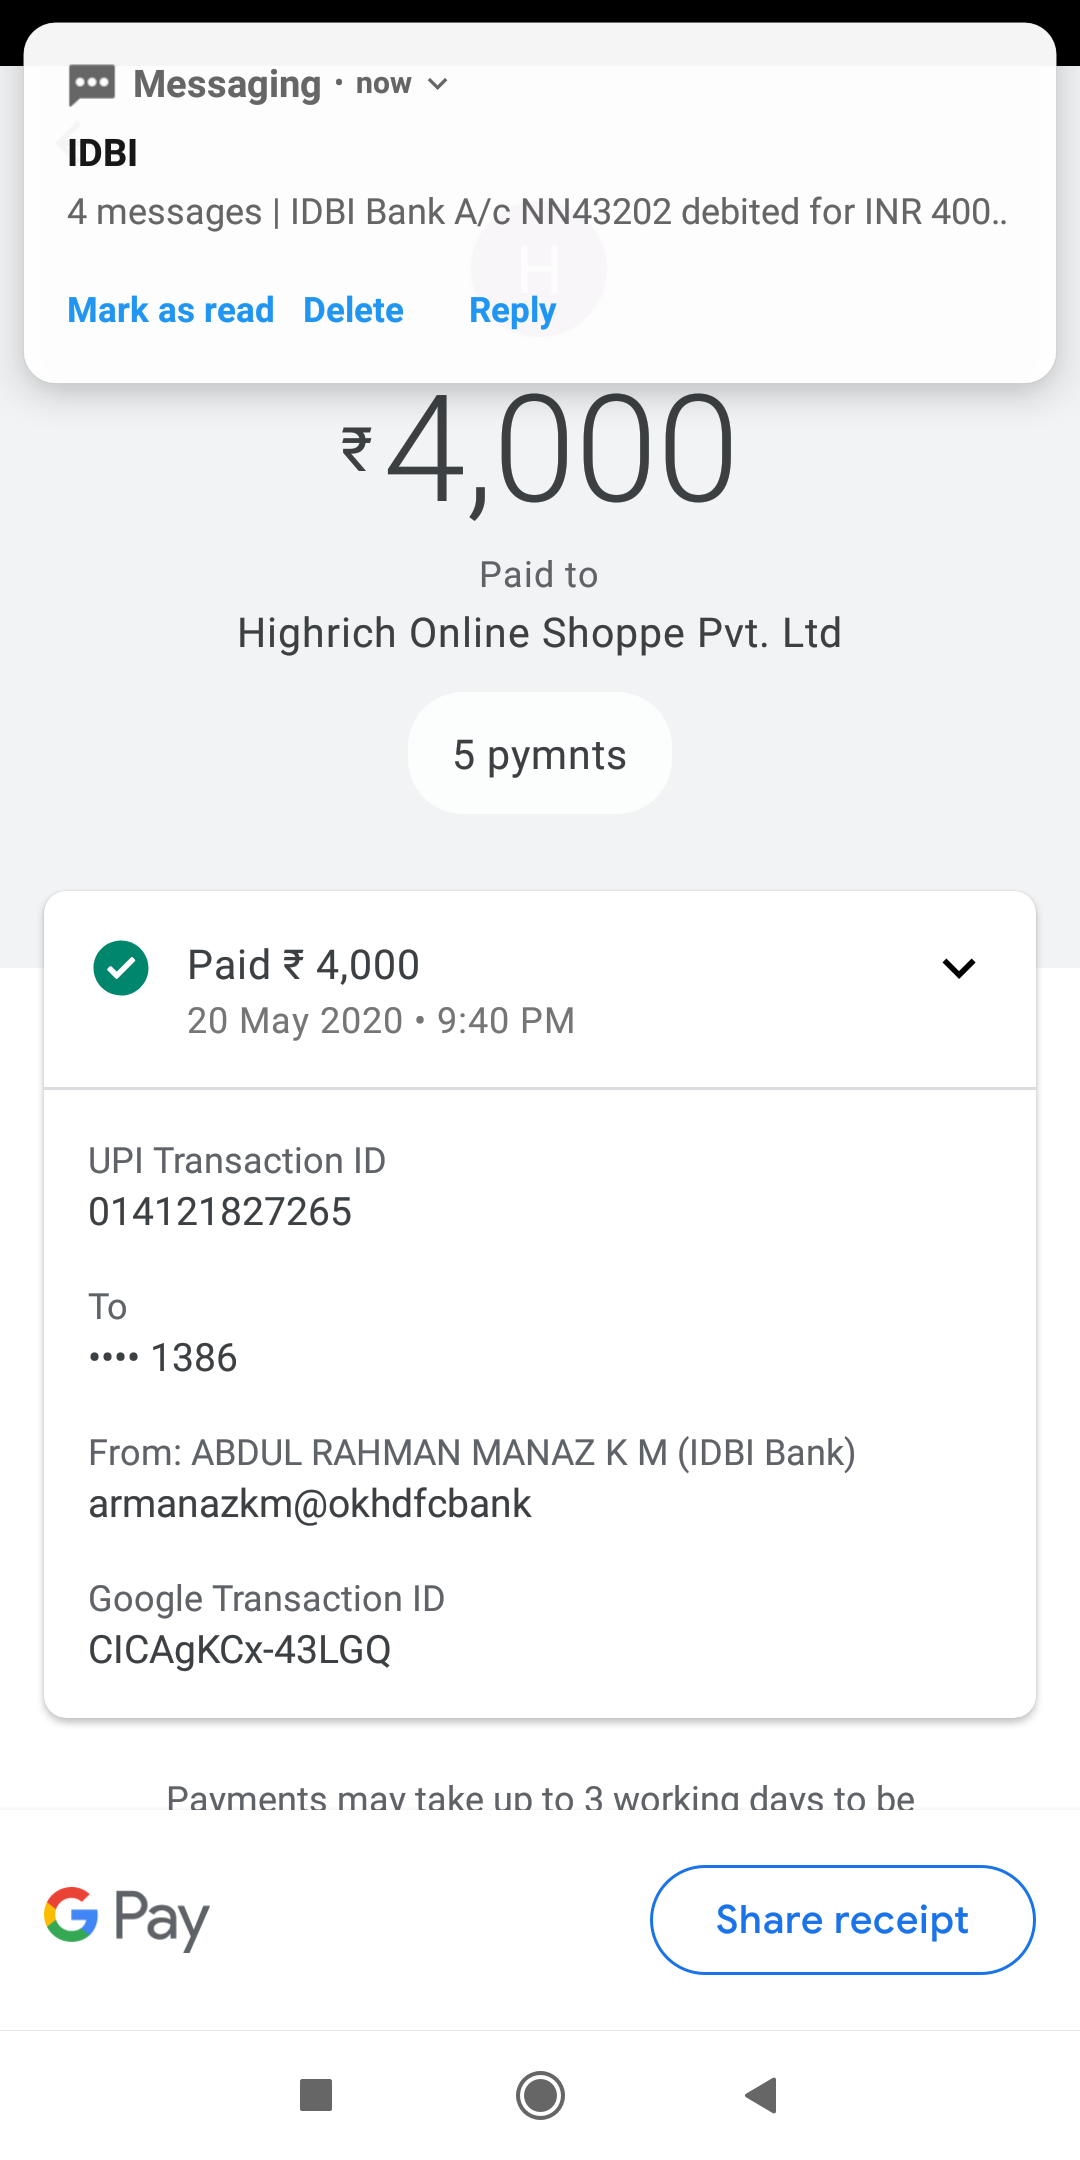 Messaging • now
IDBI
4 messages | IDBI Bank A/c NN43202 debited for INR 400..
H
Mark as read Delete Reply
₹4,000
Paid to
Highrich Online Shoppe Pvt. Ltd
5 pymnts
Paid ₹ 4,000
20 May 2020 • 9:40 PM
UPI Transaction ID
014121827265
To
•••• 1386
From: ABDUL RAHMAN MANAZ K M (IDBI Bank)
armanazkm@okhdfcbank
Google Transaction ID
CICAgKCx-43LGQ
Payments may take up to 3 working days to be
G Pay
Share receipt